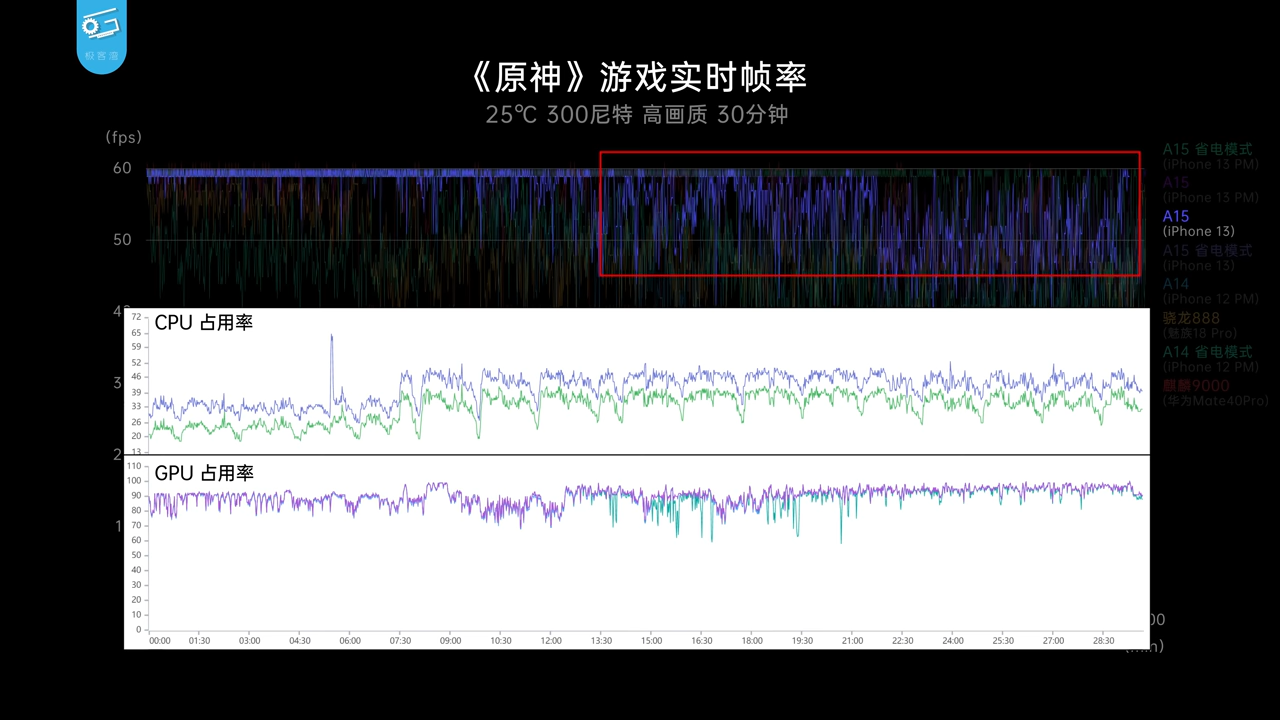 极客湾
《原神》游戏实时帧率
25℃ 300尼特 高画质 30分钟
(fps)
60
50
4
3
2
1
A15 省电模式
(iPhone 13 PM)
A15
(iPhone 13 PM)
A15
(iPhone 13)
A15 省电模式
(iPhone 13)
A14
(iPhone 12 PM)
骁龙888
(魅族18 Pro)
A14 省电模式
(iPhone 12 PM)
麒麟9000
(华为Mate40Pro)
CPU 占用率
72
65
59
52
46
39
33
26
20
13
GPU 占用率
110
100
90
80
70
60
50
40
30
20
10
0
00:00 01:30 03:00 04:30 06:00 07:30 09:00 10:30 12:00 13:30 15:00 16:30 18:00 19:30 21:00 22:30 24:00 25:30 27:00 28:30